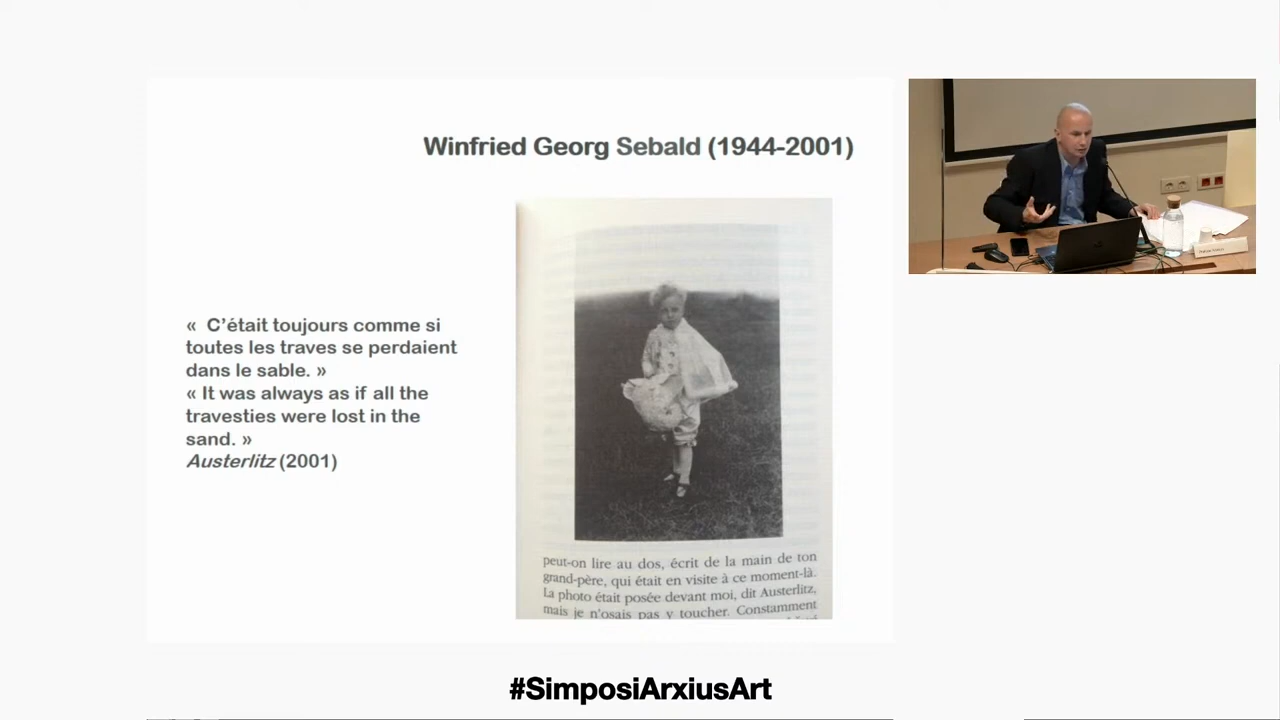 Winfried Georg Sebald (1944-2001)
«  C'était toujours comme si
toutes les traves se perdaient
dans le sable. »
« It was always as if all the
travesties were lost in the
sand. »
Austerlitz (2001)
peut-on lire au dos, écrit de la main de ton
grand-père, qui était en visite à ce moment-là.
La photo était posée devant moi, dit Austerlitz,
mais je n'osais pas y toucher. Constamment
#SimposiArxiusArt